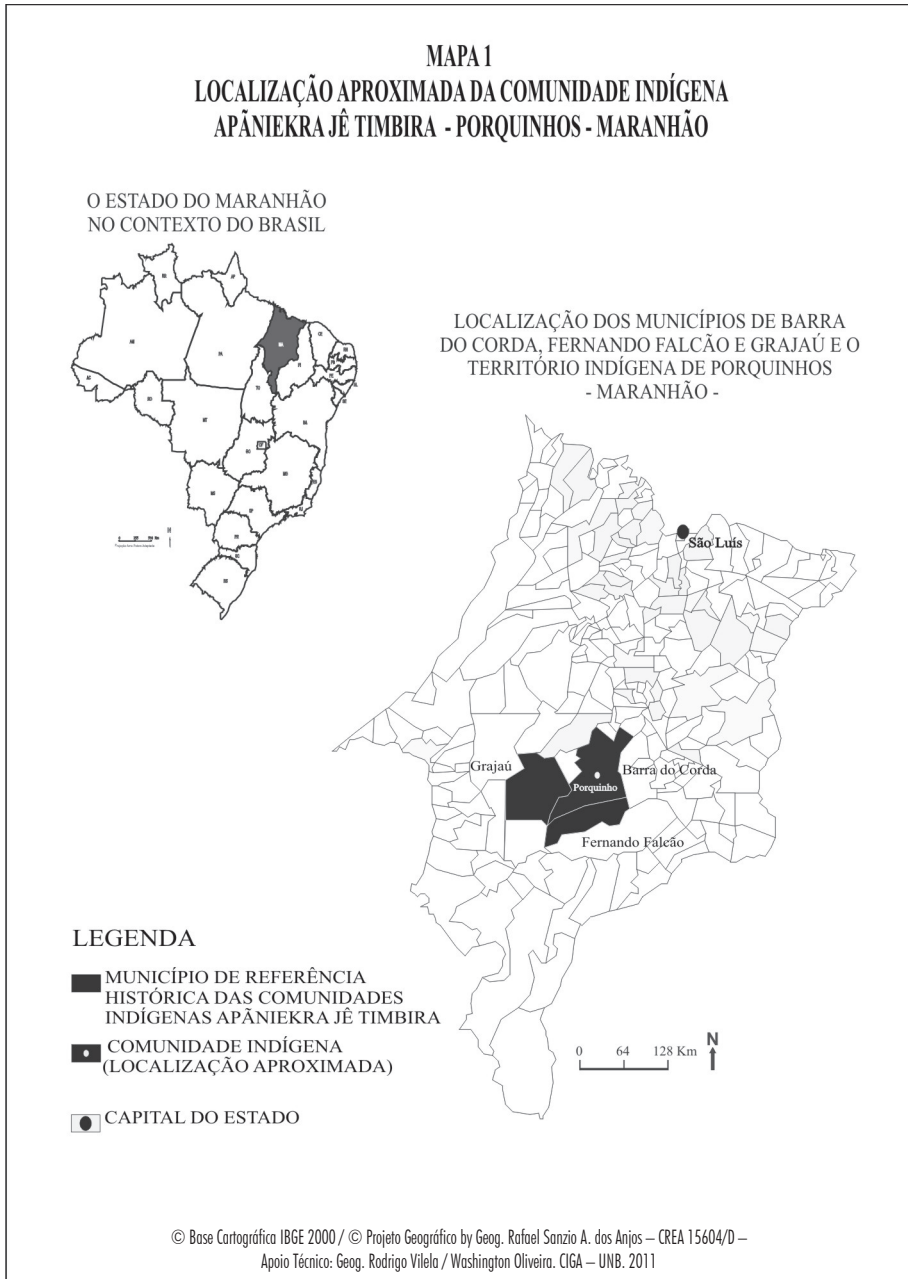 MAPA 1
LOCALIZAÇÃO APROXIMADA DA COMUNIDADE INDÍGENA
APÃNIEKRA JÊ TIMBIRA - PORQUINHOS - MARANHÃO
O ESTADO DO MARANHÃO
NO CONTEXTO DO BRASIL
LOCALIZAÇÃO DOS MUNICÍPIOS DE BARRA
DO CORDA, FERNANDO FALCÃO E GRAJAÚ E O
TERRITÓRIO INDÍGENA DE PORQUINHOS
- MARANHÃO -
São Luís
Grajaú
Barra do Corda
Porquinho
Fernando Falcão
LEGENDA
MUNICÍPIO DE REFERÊNCIA
HISTÓRICA DAS COMUNIDADES
INDÍGENAS APÃNIEKRA JÊ TIMBIRA
COMUNIDADE INDÍGENA
(LOCALIZAÇÃO APROXIMADA)
CAPITAL DO ESTADO
0 64 128 Km
N
© Base Cartográfica IBGE 2000 / © Projeto Geográfico by Geog. Rafael Sanzio A. dos Anjos – CREA 15604/D –
Apoio Técnico: Geog. Rodrigo Vilela / Washington Oliveira. CIGA – UNB. 2011